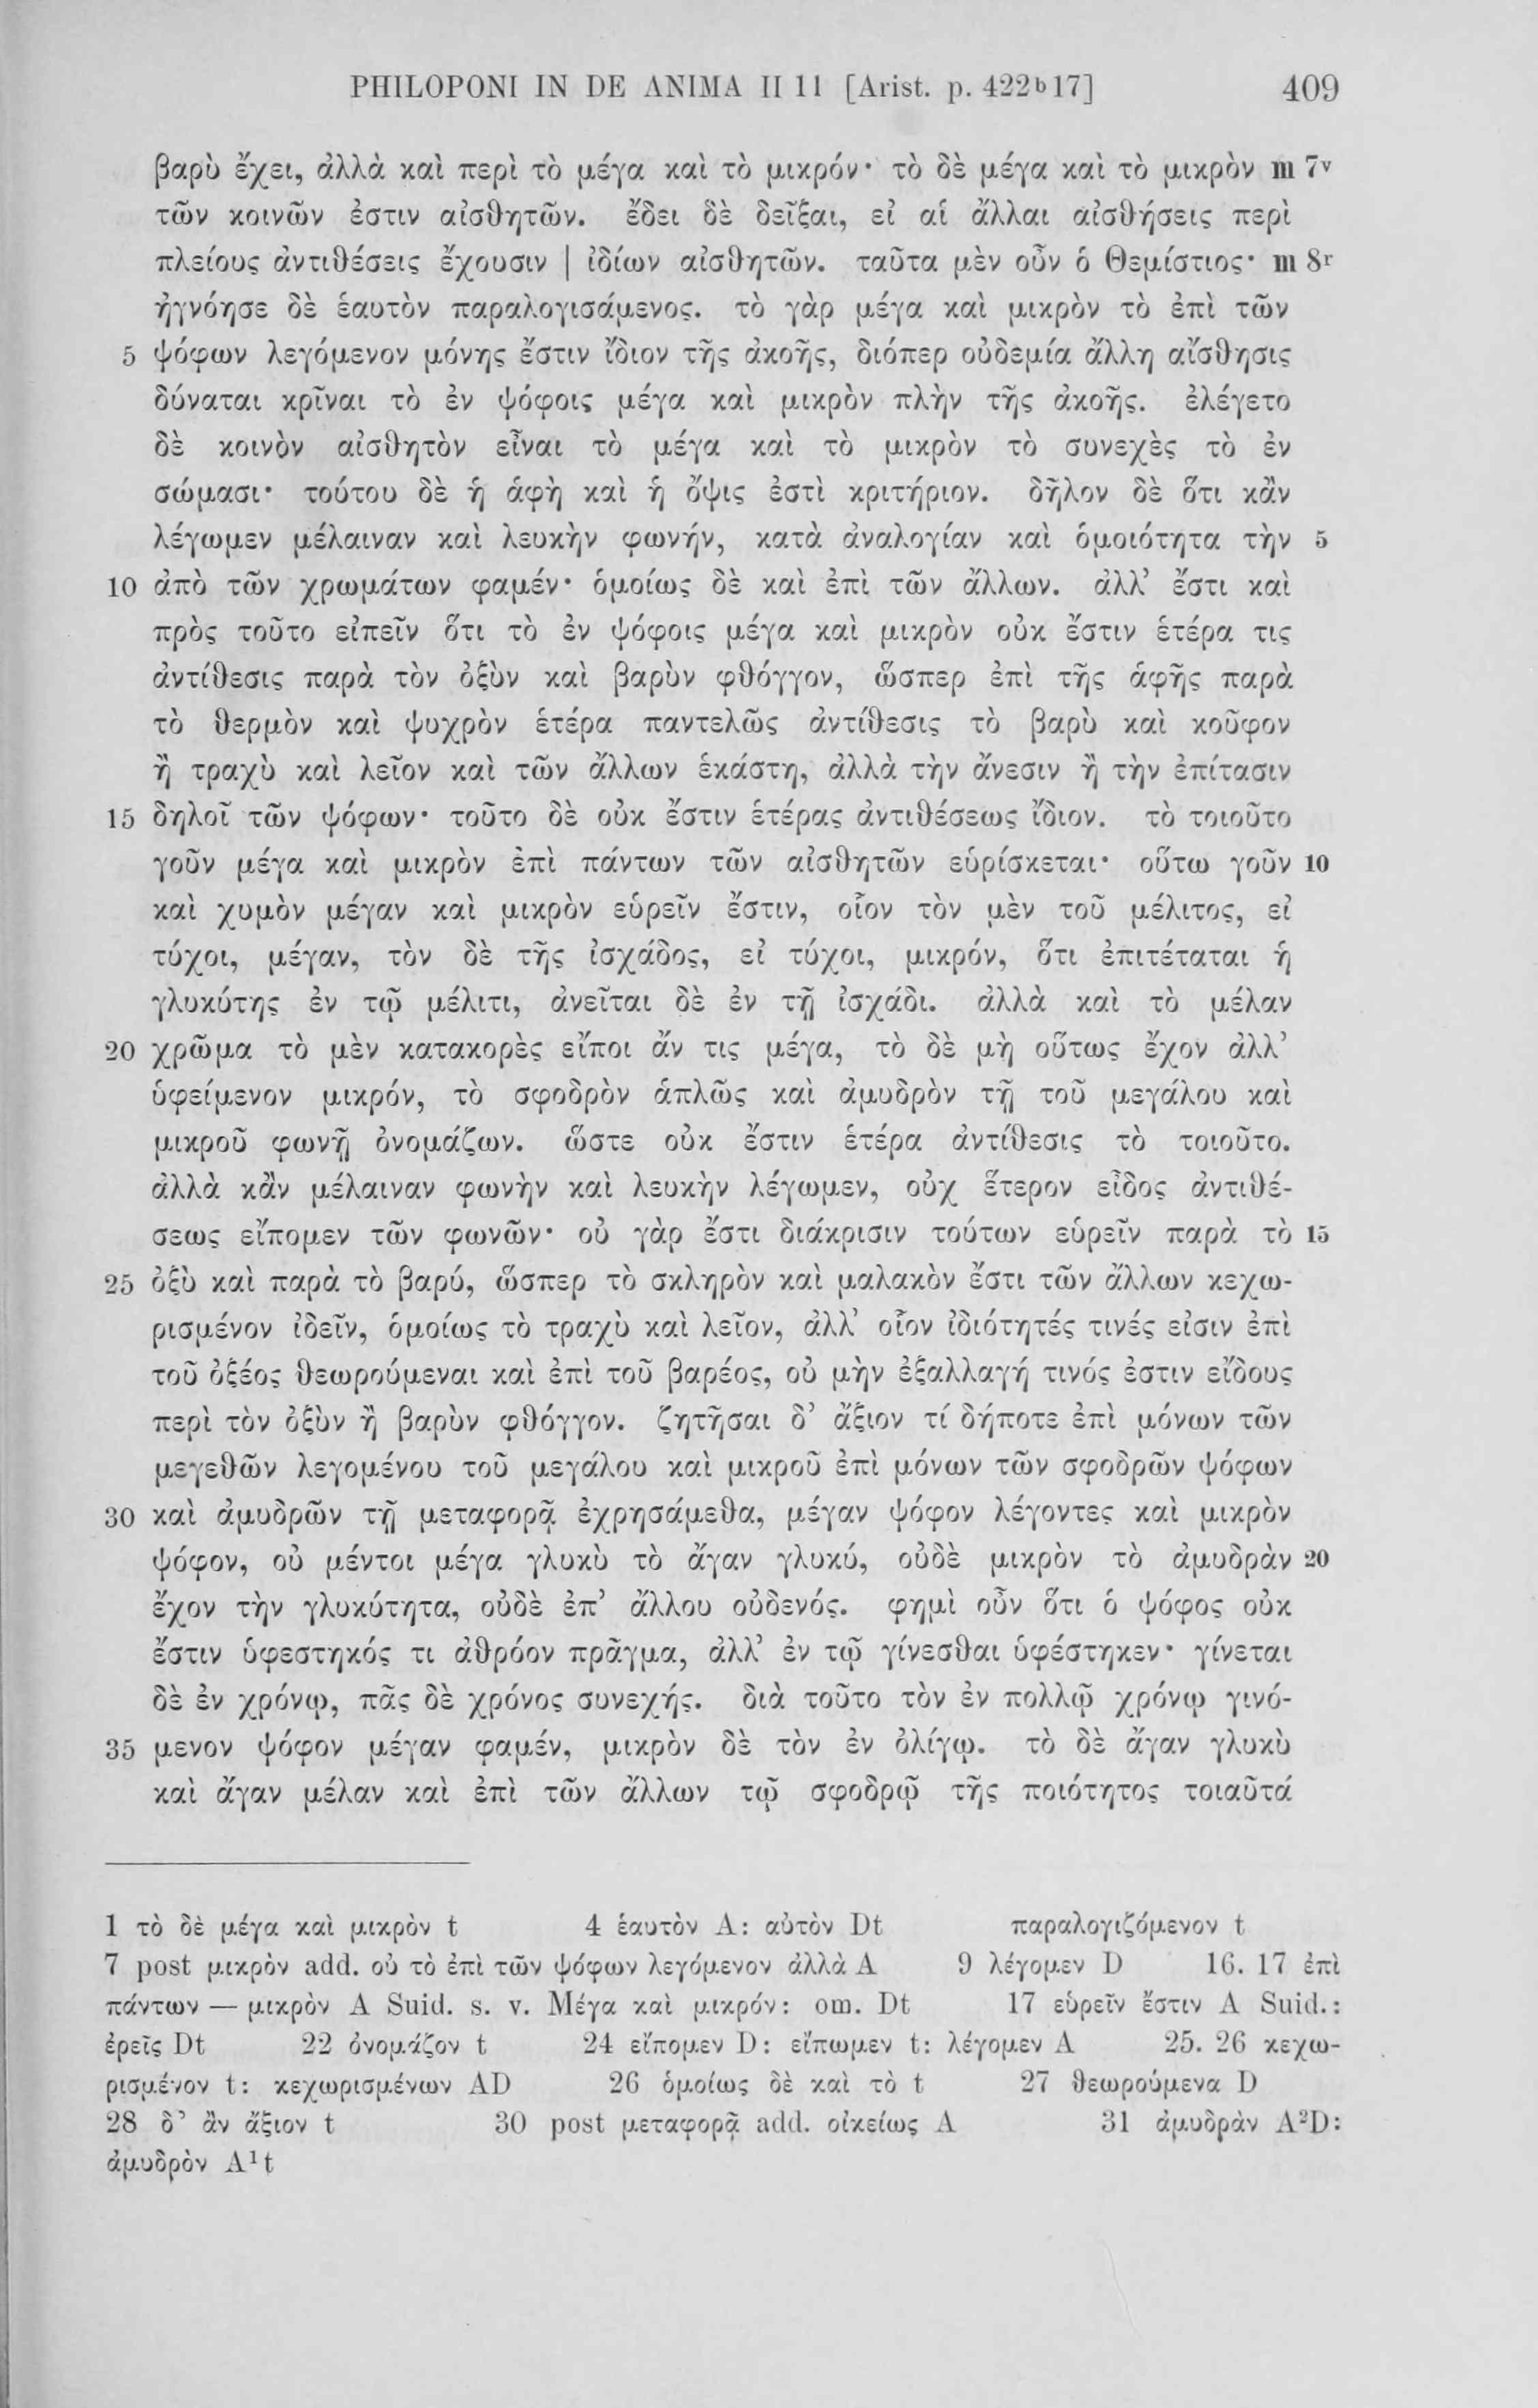 PHILOPONI IN DE ANIMA II 11 [Arist. p. 422b17] 409
βαρὺ ἔχει, ἀλλὰ καὶ περὶ τὸ μέγα καὶ τὸ μικρόν· τὸ δὲ μέγα καὶ τὸ μικρὸν m 7v
τῶν κοινῶν ἐστιν αἰσθητῶν. ἔδει δὲ δεῖξαι, εἰ αἱ ἄλλαι αἰσθήσεις περὶ
πλείους ἀντιθέσεις ἔχουσιν | ἰδίων αἰσθητῶν. ταῦτα μὲν οὖν ὁ Θεμίστιος· m 8r
ἠγνόησε δὲ ἑαυτὸν παραλογισάμενος. τὸ γὰρ μέγα καὶ μικρὸν τὸ ἐπὶ τῶν
5 ψόφων λεγόμενον μόνης ἔστιν ἴδιον τῆς ἀκοῆς, διόπερ οὐδεμία ἄλλη αἴσθησις
δύναται κρῖναι τὸ ἐν ψόφοις μέγα καὶ μικρὸν πλὴν τῆς ἀκοῆς. ἐλέγετο
δὲ κοινὸν αἰσθητὸν εἶναι τὸ μέγα καὶ τὸ μικρὸν τὸ συνεχὲς τὸ ἐν
σώμασι· τούτου δὲ ἡ ἁφὴ καὶ ἡ ὄψις ἐστὶ κριτήριον. δῆλον δὲ ὅτι κἂν
λέγωμεν μέλαιναν καὶ λευκὴν φωνήν, κατὰ ἀναλογίαν καὶ ὁμοιότητα τὴν 5
10 ἀπὸ τῶν χρωμάτων φαμέν· ὁμοίως δὲ καὶ ἐπὶ τῶν ἄλλων. ἀλλ’ ἔστι καὶ
πρὸς τοῦτο εἰπεῖν ὅτι τὸ ἐν ψόφοις μέγα καὶ μικρὸν οὐκ ἔστιν ἑτέρα τις
ἀντίθεσις παρὰ τὸν ὀξὺν καὶ βαρὺν φθόγγον, ὥσπερ ἐπὶ τῆς ἁφῆς παρὰ
τὸ θερμὸν καὶ ψυχρὸν ἑτέρα παντελῶς ἀντίθεσις τὸ βαρὺ καὶ κοῦφον
ἢ τραχὺ καὶ λεῖον καὶ τῶν ἄλλων ἑκάστη, ἀλλὰ τὴν ἄνεσιν ἢ τὴν ἐπίτασιν
15 δηλοῖ τῶν ψόφων· τοῦτο δὲ οὐκ ἔστιν ἑτέρας ἀντιθέσεως ἴδιον. τὸ τοιοῦτο
γοῦν μέγα καὶ μικρὸν ἐπὶ πάντων τῶν αἰσθητῶν εὑρίσκεται· οὕτω γοῦν 10
καὶ χυμὸν μέγαν καὶ μικρὸν εὑρεῖν ἔστιν, οἷον τὸν μὲν τοῦ μέλιτος, εἰ
τύχοι, μέγαν, τὸν δὲ τῆς ἰσχάδος, εἰ τύχοι, μικρόν, ὅτι ἐπιτέταται ἡ
γλυκύτης ἐν τῷ μέλιτι, ἀνεῖται δὲ ἐν τῇ ἰσχάδι. ἀλλὰ καὶ τὸ μέλαν
20 χρῶμα τὸ μὲν κατακορὲς εἴποι ἄν τις μέγα, τὸ δὲ μὴ οὕτως ἔχον ἀλλ’
ὑφείμενον μικρόν, τὸ σφοδρὸν ἁπλῶς καὶ ἀμυδρὸν τῇ τοῦ μεγάλου καὶ
μικροῦ φωνῇ ὀνομάζων. ὥστε οὐκ ἔστιν ἑτέρα ἀντίθεσις τὸ τοιοῦτο.
ἀλλὰ κἂν μέλαιναν φωνὴν καὶ λευκὴν λέγωμεν, οὐχ ἕτερον εἶδος ἀντιθέ-
σεως εἴπομεν τῶν φωνῶν· οὐ γὰρ ἔστι διάκρισιν τούτων εὑρεῖν παρὰ τὸ 15
25 ὀξὺ καὶ παρὰ τὸ βαρύ, ὥσπερ τὸ σκληρὸν καὶ μαλακὸν ἔστι τῶν ἄλλων κεχω-
ρισμένον ἰδεῖν, ὁμοίως τὸ τραχὺ καὶ λεῖον, ἀλλ’ οἷον ἰδιότητές τινές εἰσιν ἐπὶ
τοῦ ὀξέος θεωρούμεναι καὶ ἐπὶ τοῦ βαρέος, οὐ μὴν ἐξαλλαγή τινός ἐστιν εἴδους
περὶ τὸν ὀξὺν ἢ βαρὺν φθόγγον. ζητῆσαι δ’ ἄξιον τί δήποτε ἐπὶ μόνων τῶν
μεγεθῶν λεγομένου τοῦ μεγάλου καὶ μικροῦ ἐπὶ μόνων τῶν σφοδρῶν ψόφων
30 καὶ ἀμυδρῶν τῇ μεταφορᾷ ἐχρησάμεθα, μέγαν ψόφον λέγοντες καὶ μικρὸν
ψόφον, οὐ μέντοι μέγα γλυκὺ τὸ ἄγαν γλυκύ, οὐδὲ μικρὸν τὸ ἀμυδρὰν 20
ἔχον τὴν γλυκύτητα, οὐδὲ ἐπ’ ἄλλου οὐδενός. φημὶ οὖν ὅτι ὁ ψόφος οὐκ
ἔστιν ὑφεστηκός τι ἀθρόον πρᾶγμα, ἀλλ’ ἐν τῷ γίνεσθαι ὑφέστηκεν· γίνεται
δὲ ἐν χρόνῳ, πᾶς δὲ χρόνος συνεχής. διὰ τοῦτο τὸν ἐν πολλῷ χρόνῳ γινό-
35 μενον ψόφον μέγαν φαμέν, μικρὸν δὲ τὸν ἐν ὀλίγῳ. τὸ δὲ ἄγαν γλυκὺ
καὶ ἄγαν μέλαν καὶ ἐπὶ τῶν ἄλλων τῷ σφοδρῷ τῆς ποιότητος τοιαῦτά
1 τὸ δὲ μέγα καὶ μικρὸν t 4 ἑαυτὸν A: αὐτὸν Dt παραλογιζόμενον t
7 post μικρὸν add. οὐ τὸ ἐπὶ τῶν ψόφων λεγόμενον ἀλλὰ A 9 λέγομεν D 16. 17 ἐπὶ
πάντων — μικρὸν A Suid. s. v. Μέγα καὶ μικρόν: om. Dt 17 εὑρεῖν ἔστιν A Suid.:
ἐρεῖς Dt 22 ὀνομάζον t 24 εἴπομεν D: εἴπωμεν t: λέγομεν A 25. 26 κεχω-
ρισμένον t: κεχωρισμένων AD 26 ὁμοίως δὲ καὶ τὸ t 27 θεωρούμενα D
28 δ’ ἂν ἄξιον t 30 post μεταφορᾷ add. οἰκείως A 31 ἀμυδρὰν A²D:
ἀμυδρὸν A¹t